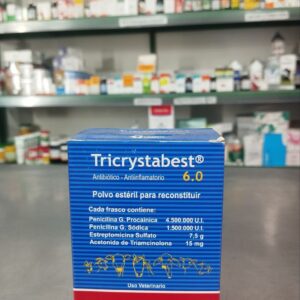 Tricrystabest®
Antibiótico - Antiinflamatorio 6.0
Polvo estéril para reconstituir
Cada frasco contiene:
Penicilina G. Procaínica 4.500.000 U.I.
Penicilina G. Sódica 1.500.000 U.I.
Estreptomicina Sulfato 7,5 g
Acetonida de Triamcinolona 15 mg
Uso Veterinario